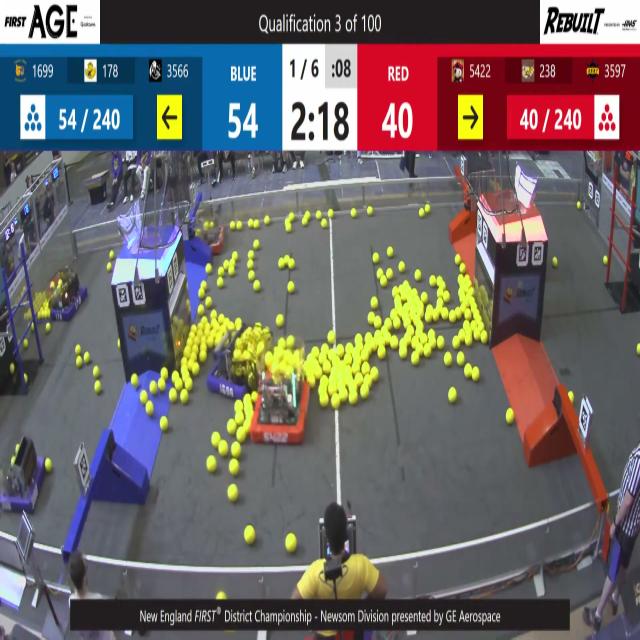 FIRST AGE
Qualification 3 of 100
REBUILT
1699 178 3566
BLUE
1 / 6 :08
RED
5422 238 3597
54 / 240
←
54
2:18
40
→
40 / 240
5422
New England FIRST® District Championship - Newsom Division presented by GE Aerospace